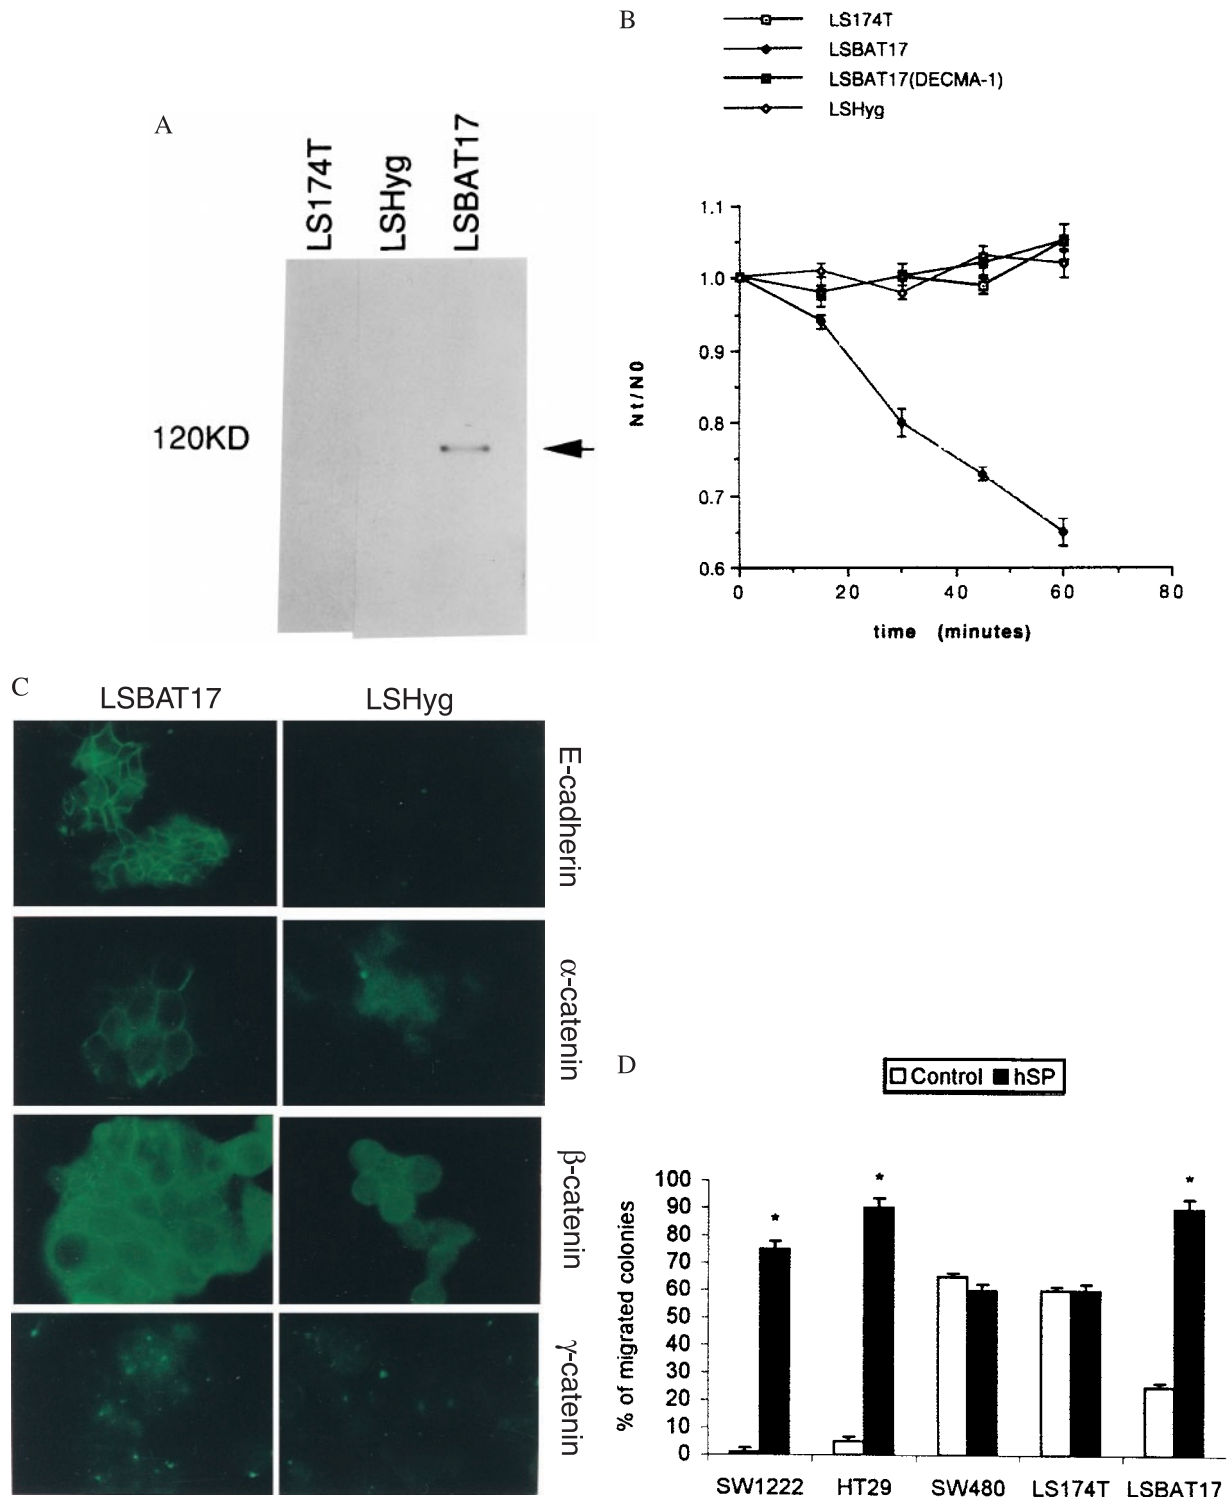 A
LS174T
LSHyg
LSBAT17
120KD
B
LS174T
LSBAT17
LSBAT17(DECMA-1)
LSHyg
1.1
1.0
0.9
0.8
0.7
0.6
Nt/N0
0
20
40
60
80
time (minutes)
C
LSBAT17
LSHyg
E-cadherin
α-catenin
β-catenin
γ-catenin
D
Control
hSP
100
90
80
70
60
50
40
30
20
10
0
% of migrated colonies
*
*
*
SW1222
HT29
SW480
LS174T
LSBAT17